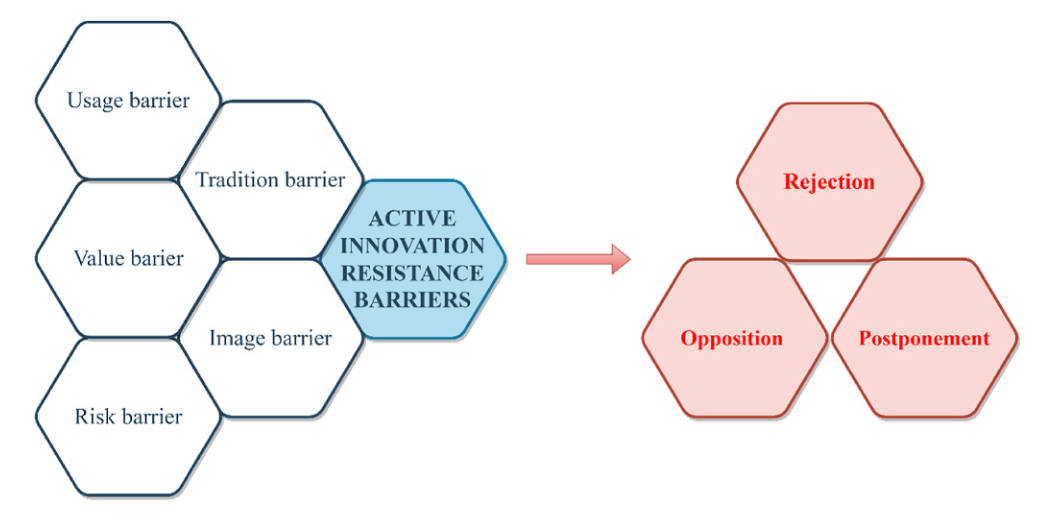 Usage barrier
Tradition barrier
Value barier
Image barrier
Risk barrier
ACTIVE
INNOVATION
RESISTANCE
BARRIERS
Rejection
Opposition
Postponement